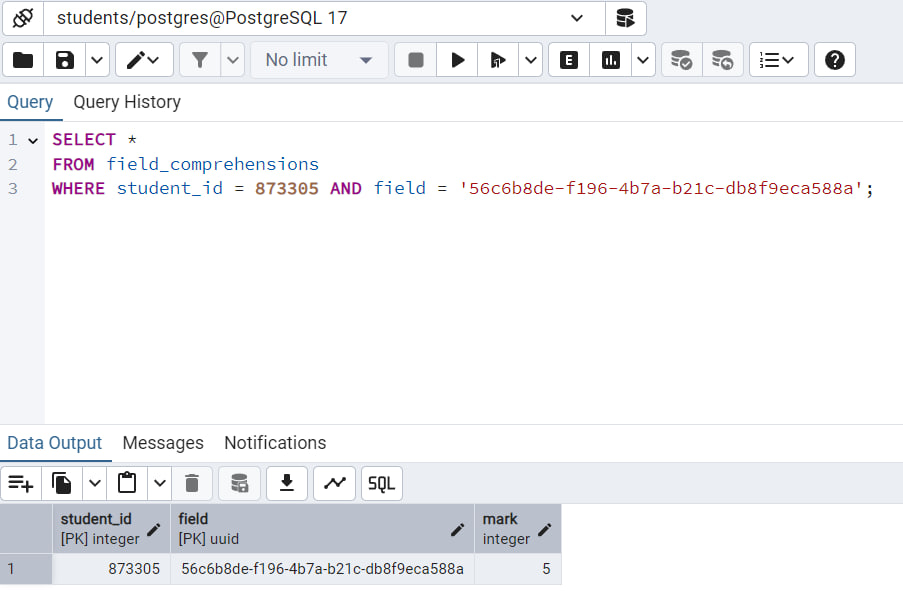 students/postgres@PostgreSQL 17
No limit
E
Query Query History
1 SELECT *
2 FROM field_comprehensions
3 WHERE student_id = 873305 AND field = '56c6b8de-f196-4b7a-b21c-db8f9eca588a';
Data Output Messages Notifications
SQL
student_id field mark
[PK] integer [PK] uuid integer
1 873305 56c6b8de-f196-4b7a-b21c-db8f9eca588a 5